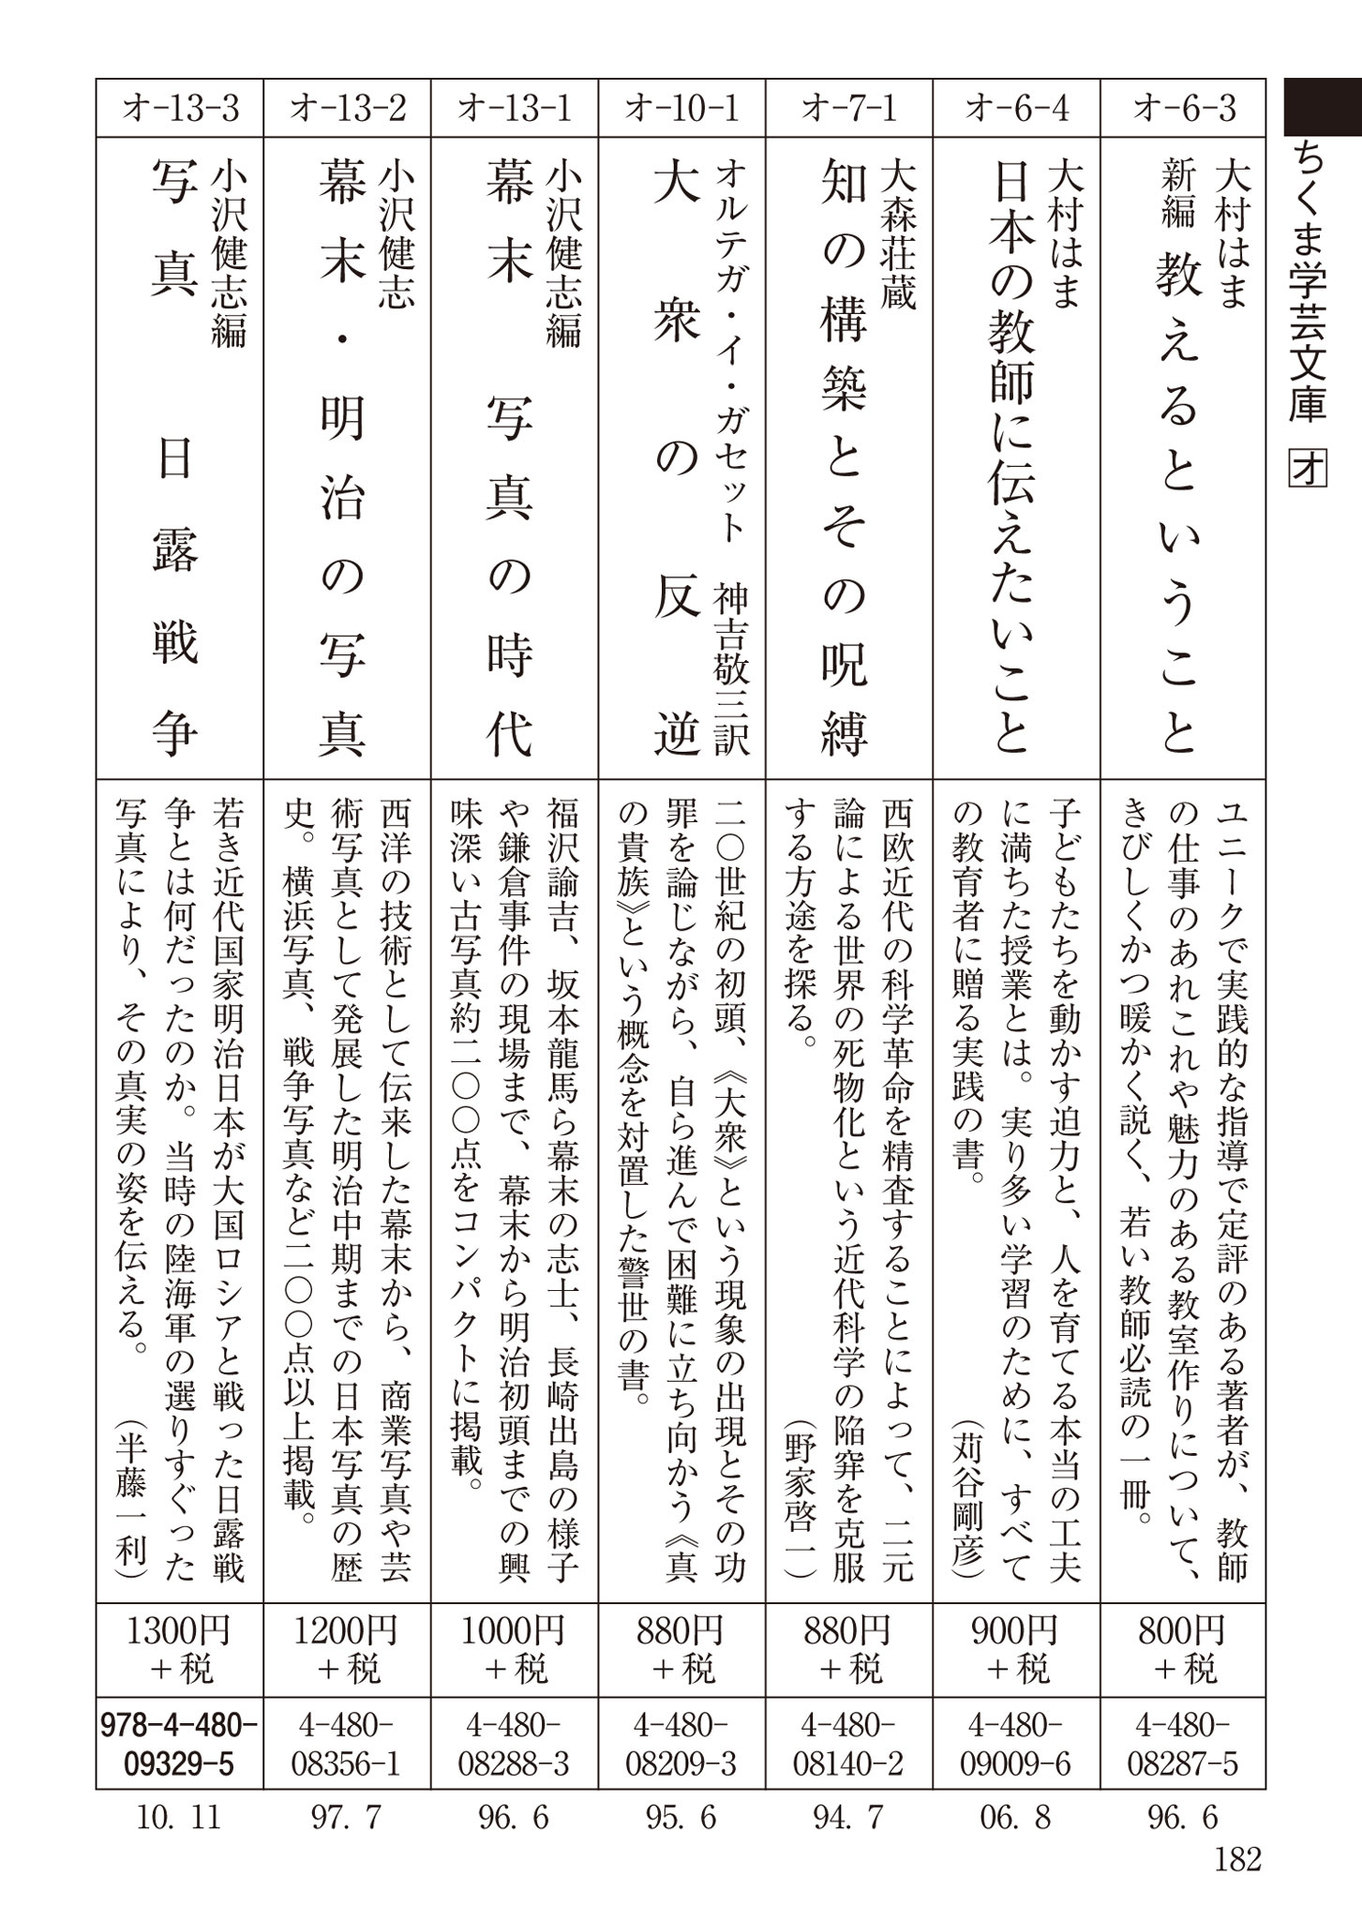 ちくま学芸文庫 オ
オ-6-3
大村はま
新編 教えるということ
ユニークで実践的な指導で定評のある著者が、教師
の仕事のあれこれや魅力のある教室作りについて、
きびしくかつ暖かく説く、若い教師必読の一冊。
800円
+税
4-480-
08287-5
96. 6
オ-6-4
大村はま
日本の教師に伝えたいこと
子どもたちを動かす迫力と、人を育てる本当の工夫
に満ちた授業とは。実り多い学習のために、すべて
の教育者に贈る実践の書。(苅谷剛彦)
900円
+税
4-480-
09009-6
06. 8
オ-7-1
大森荘蔵
知の構築とその呪縛
西欧近代の科学革命を精査することによって、二元
論による世界の死物化という近代科学の陥穽を克服
する方途を探る。(野家啓一)
880円
+税
4-480-
08140-2
94. 7
オ-10-1
オルテガ・イ・ガセット 神吉敬三訳
大衆の反逆
二〇世紀の初頭、《大衆》という現象の出現とその功
罪を論じながら、自ら進んで困難に立ち向かう《真
の貴族》という概念を対置した警世の書。
880円
+税
4-480-
08209-3
95. 6
オ-13-1
小沢健志編
幕末 写真の時代
福沢諭吉、坂本龍馬ら幕末の志士、長崎出島の様子
や鎌倉事件の現場まで、幕末から明治初頭までの興
味深い古写真約二〇〇点をコンパクトに掲載。
1000円
+税
4-480-
08288-3
96. 6
オ-13-2
小沢健志
幕末・明治の写真
西洋の技術として伝来した幕末から、商業写真や芸
術写真として発展した明治中期までの日本写真の歴
史。横浜写真、戦争写真など二〇〇点以上掲載。
1200円
+税
4-480-
08356-1
97. 7
オ-13-3
小沢健志編
写真 日露戦争
若き近代国家明治日本が大国ロシアと戦った日露戦
争とは何だったのか。当時の陸海軍の選りすぐった
写真により、その真実の姿を伝える。(半藤一利)
1300円
+税
978-4-480-
09329-5
10. 11
182